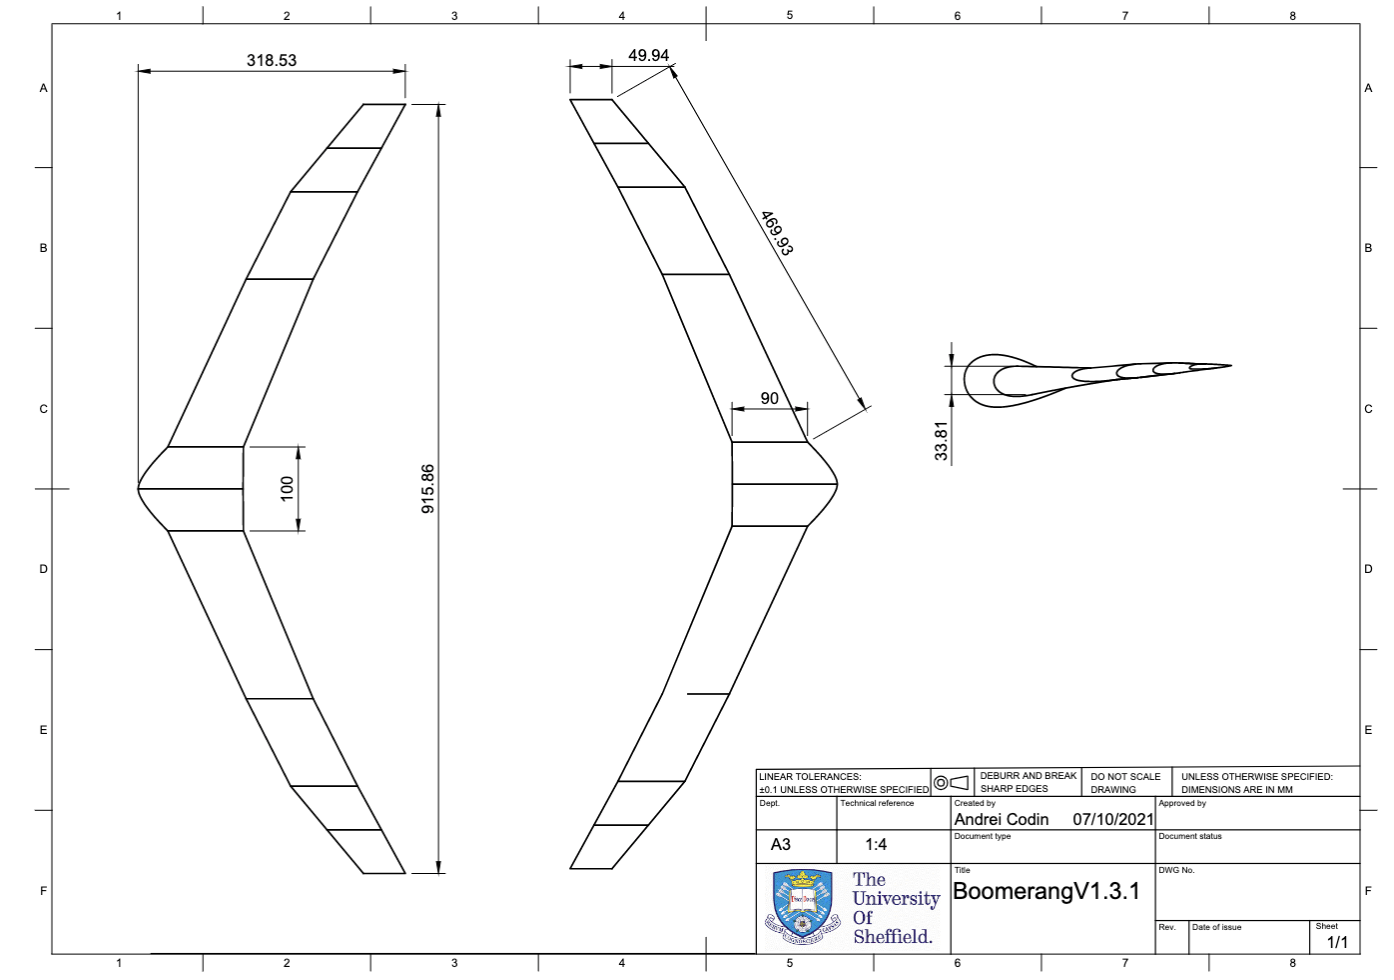 1 2 3 4 5 6 7 8
A A
B B
C C
D D
E E
F F
318.53
49.94
469.93
90
100
915.86
33.81
LINEAR TOLERANCES:
±0.1 UNLESS OTHERWISE SPECIFIED
DEBURR AND BREAK
SHARP EDGES
DO NOT SCALE
DRAWING
UNLESS OTHERWISE SPECIFIED:
DIMENSIONS ARE IN MM
Dept.
Technical reference
Created by
Andrei Codin 07/10/2021
Approved by
A3
1:4
Document type
Document status
The
University
Of
Sheffield.
Title
BoomerangV1.3.1
DWG No.
Rev.
Date of issue
Sheet
1/1
1 2 3 4 5 6 7 8